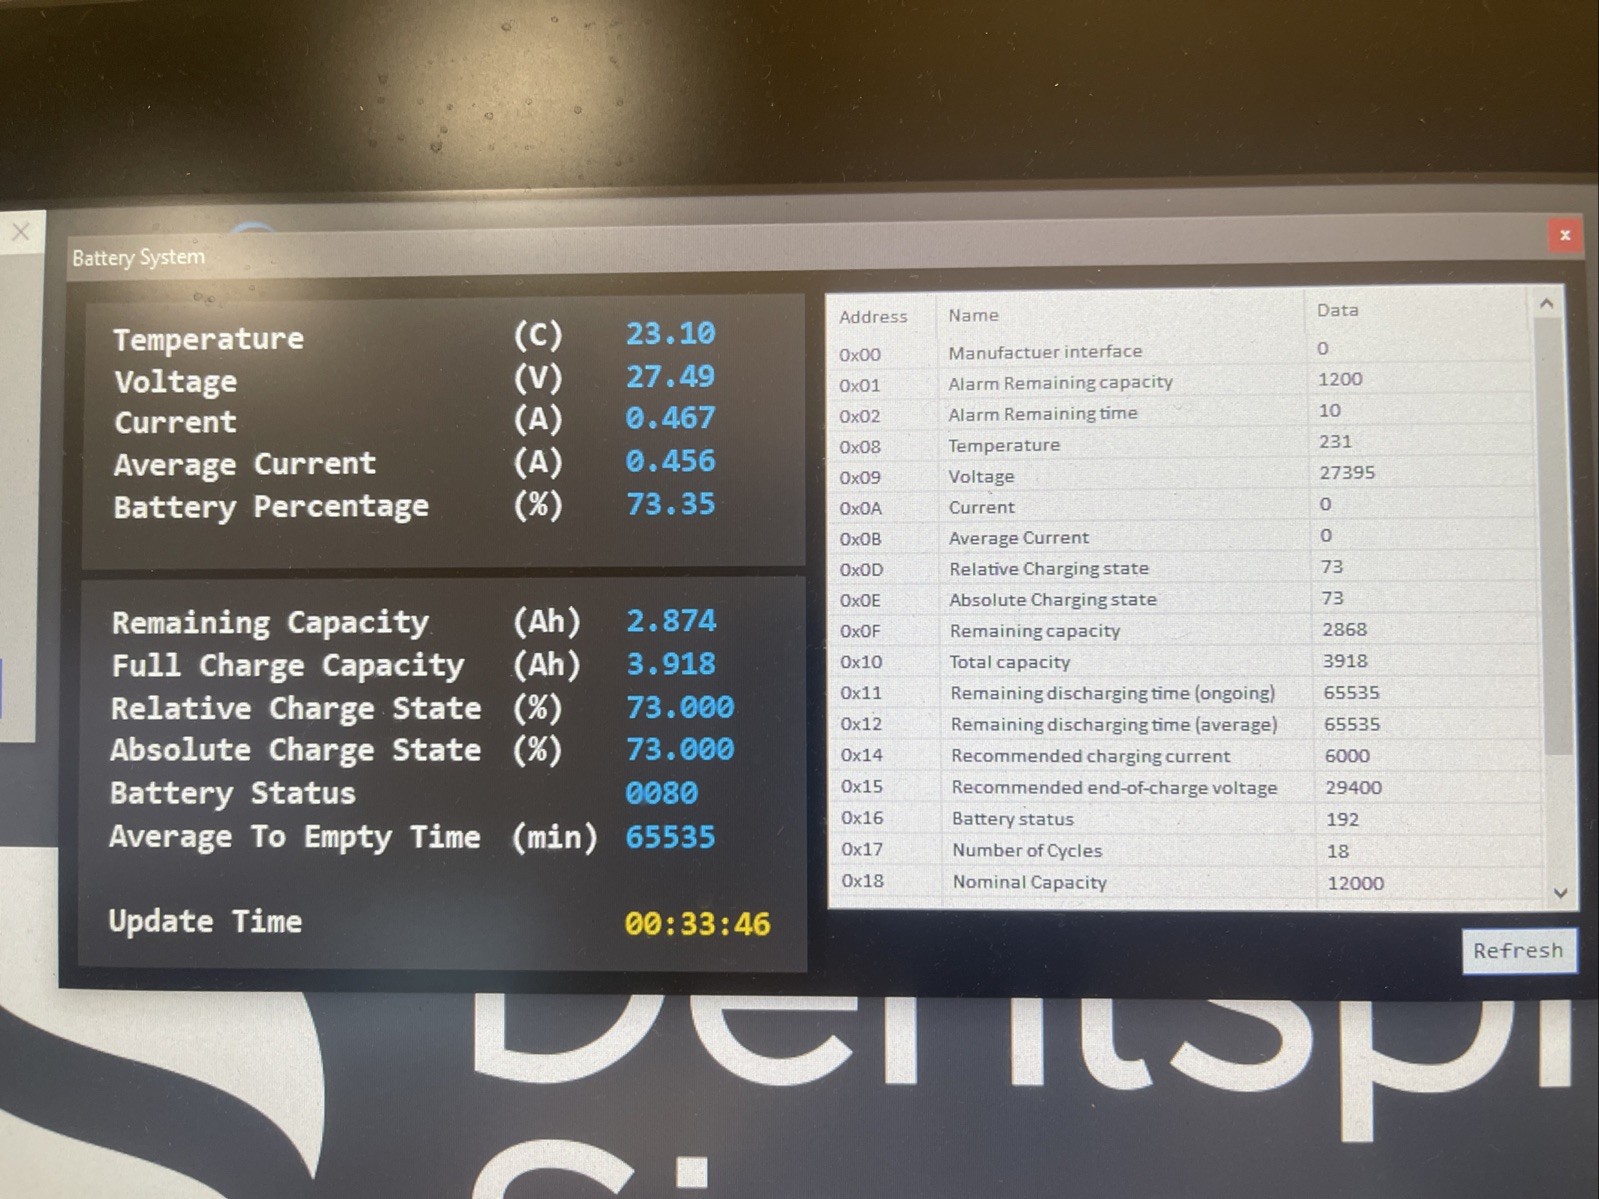 Battery System
x
Temperature (C) 23.10
Voltage (V) 27.49
Current (A) 0.467
Average Current (A) 0.456
Battery Percentage (%) 73.35
Remaining Capacity (Ah) 2.874
Full Charge Capacity (Ah) 3.918
Relative Charge State (%) 73.000
Absolute Charge State (%) 73.000
Battery Status 0080
Average To Empty Time (min) 65535
Update Time 00:33:46
Address Name Data
0x00 Manufactuer interface 0
0x01 Alarm Remaining capacity 1200
0x02 Alarm Remaining time 10
0x08 Temperature 231
0x09 Voltage 27395
0x0A Current 0
0x0B Average Current 0
0x0D Relative Charging state 73
0x0E Absolute Charging state 73
0x0F Remaining capacity 2868
0x10 Total capacity 3918
0x11 Remaining discharging time (ongoing) 65535
0x12 Remaining discharging time (average) 65535
0x14 Recommended charging current 6000
0x15 Recommended end-of-charge voltage 29400
0x16 Battery status 192
0x17 Number of Cycles 18
0x18 Nominal Capacity 12000
Refresh
Dentspl
Si